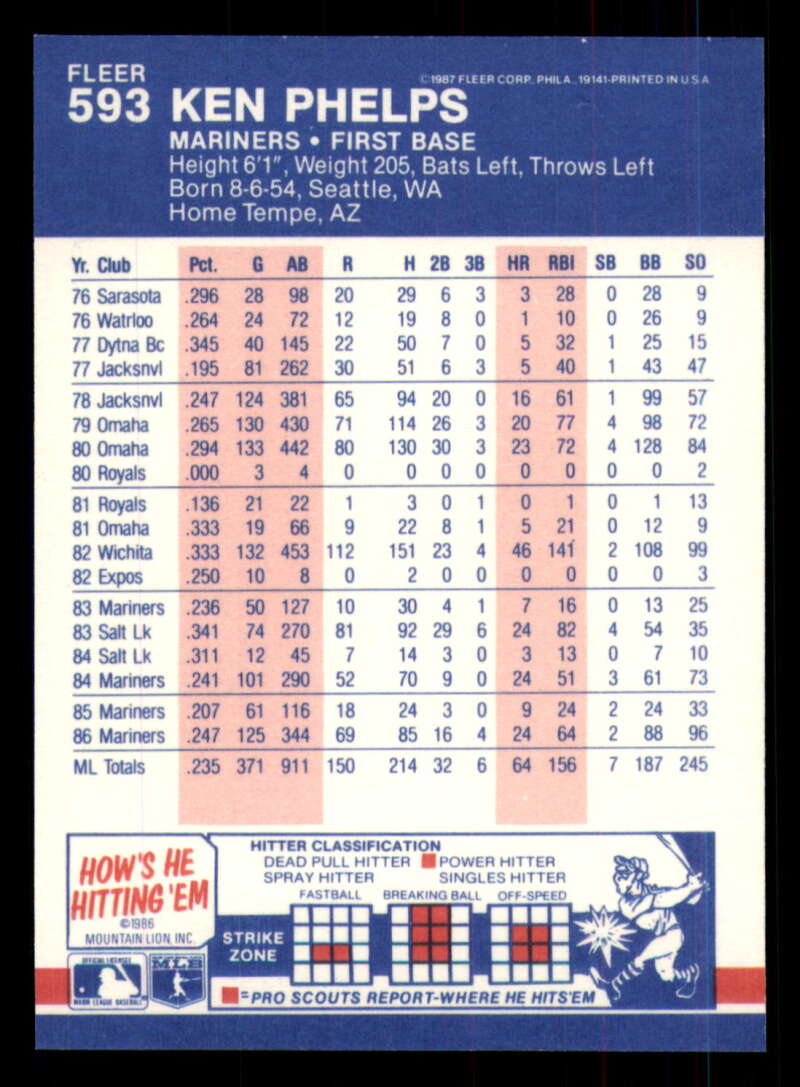 FLEER
©1987 FLEER CORP. PHILA. 19141-PRINTED IN U S A
593 KEN PHELPS
MARINERS • FIRST BASE
Height 6'1", Weight 205, Bats Left, Throws Left
Born 8-6-54, Seattle, WA
Home Tempe, AZ
Yr. Club Pct. G AB R H 2B 3B HR RBI SB BB SO
76 Sarasota .296 28 98 20 29 6 3 3 28 0 28 9
76 Watrloo .264 24 72 12 19 8 0 1 10 0 26 9
77 Dytna Bc .345 40 145 22 50 7 0 5 32 1 25 15
77 Jacksnvl .195 81 262 30 51 6 3 5 40 1 43 47
78 Jacksnvl .247 124 381 65 94 20 0 16 61 1 99 57
79 Omaha .265 130 430 71 114 26 3 20 77 4 98 72
80 Omaha .294 133 442 80 130 30 3 23 72 4 128 84
80 Royals .000 3 4 0 0 0 0 0 0 0 0 2
81 Royals .136 21 22 1 3 0 1 0 1 0 1 13
81 Omaha .333 19 66 9 22 8 1 5 21 0 12 9
82 Wichita .333 132 453 112 151 23 4 46 141 2 108 99
82 Expos .250 10 8 0 2 0 0 0 0 0 0 3
83 Mariners .236 50 127 10 30 4 1 7 16 0 13 25
83 Salt Lk .341 74 270 81 92 29 6 24 82 4 54 35
84 Salt Lk .311 12 45 7 14 3 0 3 13 0 7 10
84 Mariners .241 101 290 52 70 9 0 24 51 3 61 73
85 Mariners .207 61 116 18 24 3 0 9 24 2 24 33
86 Mariners .247 125 344 69 85 16 4 24 64 2 88 96
ML Totals .235 371 911 150 214 32 6 64 156 7 187 245
HOW'S HE
HITTING 'EM
©1986
MOUNTAIN LION, INC.
HITTER CLASSIFICATION
DEAD PULL HITTER POWER HITTER
SPRAY HITTER SINGLES HITTER
FASTBALL BREAKING BALL OFF-SPEED
STRIKE
ZONE
=PRO SCOUTS REPORT-WHERE HE HITS 'EM
OFFICIAL LICENSEE
MAJOR LEAGUE BASEBALL
MLB